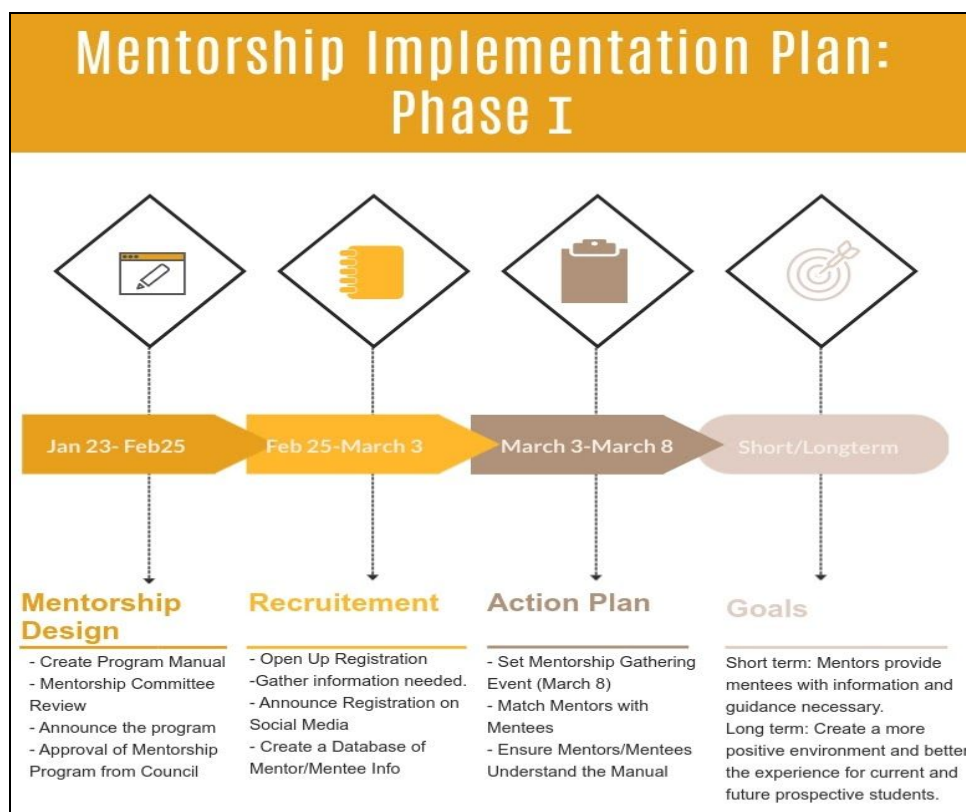 Mentorship Implementation Plan:
Phase I
Jan 23- Feb25
Feb 25-March 3
March 3-March 8
Short/Longterm
Mentorship
Design
- Create Program Manual
- Mentorship Committee
Review
- Announce the program
- Approval of Mentorship
Program from Council
Recruitement
- Open Up Registration
-Gather information needed.
- Announce Registration on
Social Media
- Create a Database of
Mentor/Mentee Info
Action Plan
- Set Mentorship Gathering
Event (March 8)
- Match Mentors with
Mentees
- Ensure Mentors/Mentees
Understand the Manual
Goals
Short term: Mentors provide
mentees with information and
guidance necessary.
Long term: Create a more
positive environment and better
the experience for current and
future prospective students.